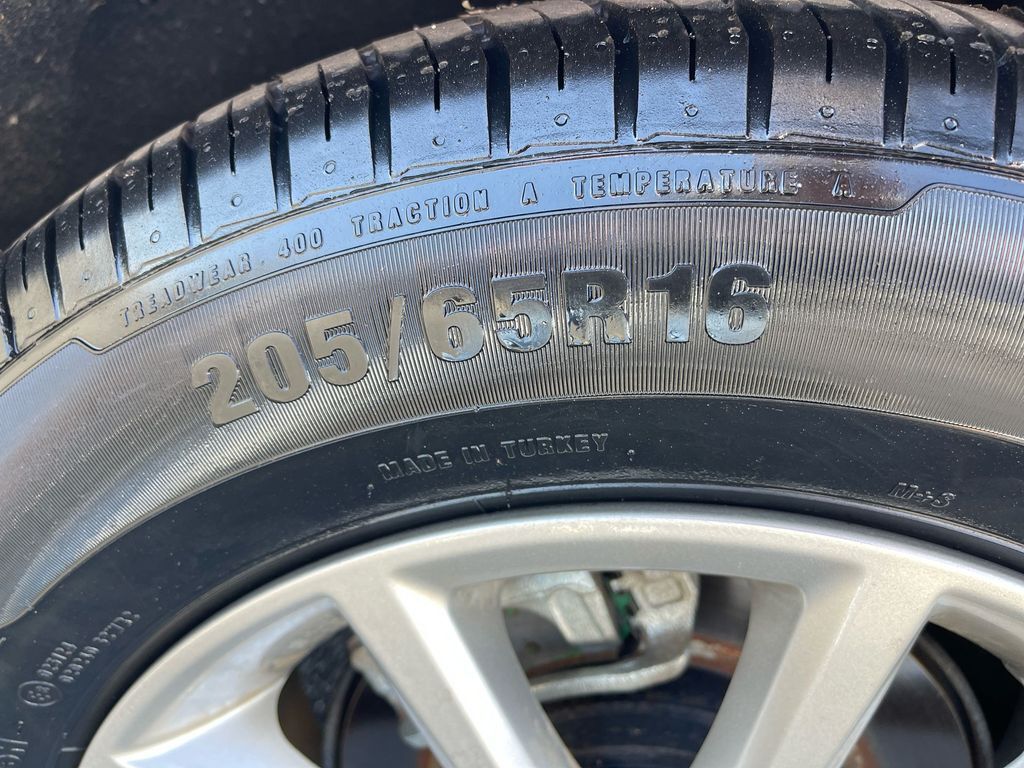 TREADWEAR 400 TRACTION A TEMPERATURE A
205/65R16
MADE IN TURKEY
M+S